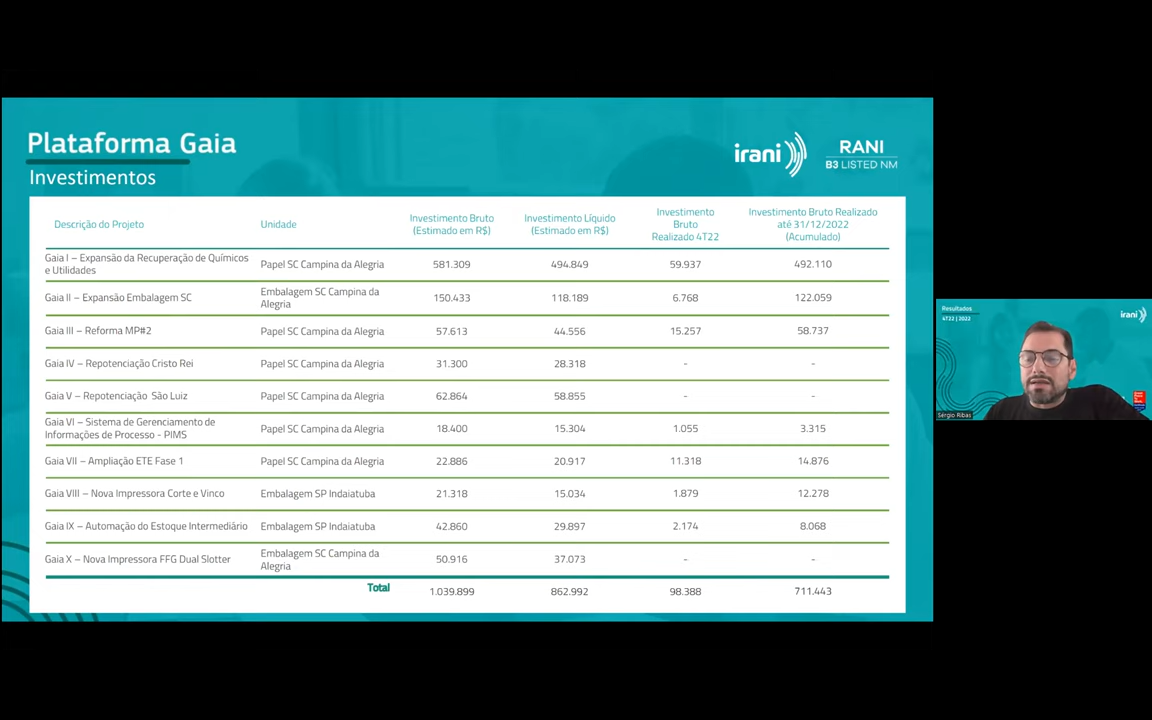 Plataforma Gaia
Investimentos
irani
RANI
B3 LISTED NM
Descrição do Projeto
Unidade
Investimento Bruto
(Estimado em R$)
Investimento Líquido
(Estimado em R$)
Investimento
Bruto
Realizado 4T22
Investimento Bruto Realizado
até 31/12/2022
(Acumulado)
Gaia I – Expansão da Recuperação de Químicos
e Utilidades
Papel SC Campina da Alegria
581.309
494.849
59.937
492.110
Gaia II – Expansão Embalagem SC
Embalagem SC Campina da
Alegria
150.433
118.189
6.768
122.059
Gaia III – Reforma MP#2
Papel SC Campina da Alegria
57.613
44.556
15.257
58.737
Gaia IV – Repotenciação Cristo Rei
Papel SC Campina da Alegria
31.300
28.318
-
-
Gaia V – Repotenciação São Luiz
Papel SC Campina da Alegria
62.864
58.855
-
-
Gaia VI – Sistema de Gerenciamento de
Informações de Processo - PIMS
Papel SC Campina da Alegria
18.400
15.304
1.055
3.315
Gaia VII – Ampliação ETE Fase 1
Papel SC Campina da Alegria
22.886
20.917
11.318
14.876
Gaia VIII – Nova Impressora Corte e Vinco
Embalagem SP Indaiatuba
21.318
15.034
1.879
12.278
Gaia IX – Automação do Estoque Intermediário
Embalagem SP Indaiatuba
42.860
29.897
2.174
8.068
Gaia X – Nova Impressora FFG Dual Slotter
Embalagem SC Campina da
Alegria
50.916
37.073
-
-
Total
1.039.899
862.992
98.388
711.443
Resultados
4T22 | 2022
irani
Sérgio Ribas